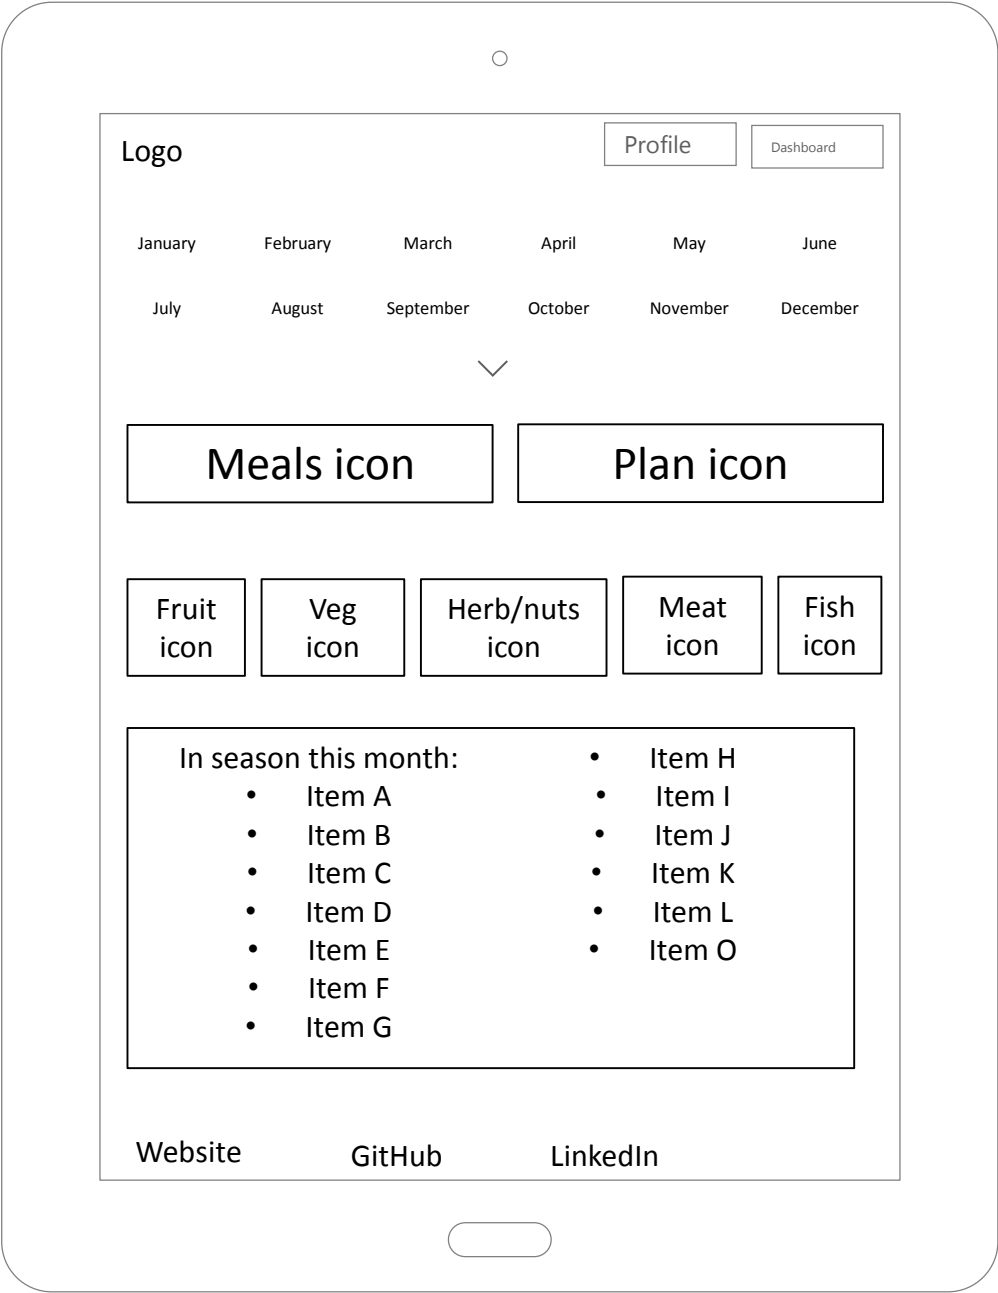 Logo
Profile
Dashboard
January February March April May June
July August September October November December
Meals icon
Plan icon
Fruit
icon
Veg
icon
Herb/nuts
icon
Meat
icon
Fish
icon
In season this month:
• Item A
• Item B
• Item C
• Item D
• Item E
• Item F
• Item G
• Item H
• Item I
• Item J
• Item K
• Item L
• Item O
Website
GitHub
LinkedIn